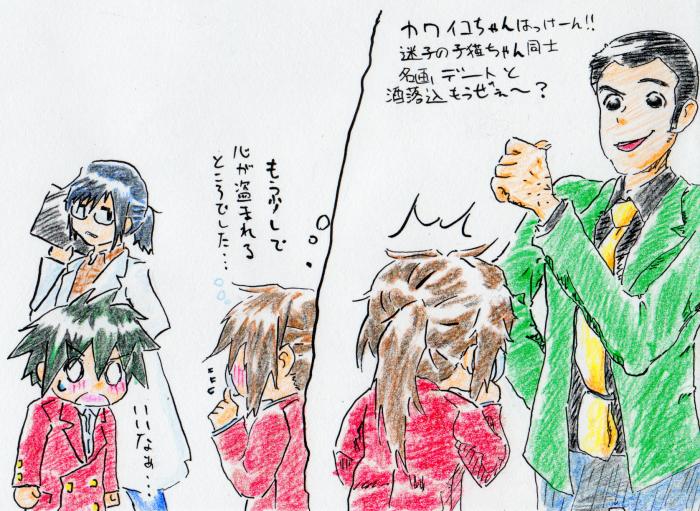 カワイコちゃんはっけーん!!
迷子の子猫ちゃん同士
名画デートと
洒落込もうぜぇ〜?
もう少しで
心が盗まれる
ところでした…
いいなぁ…